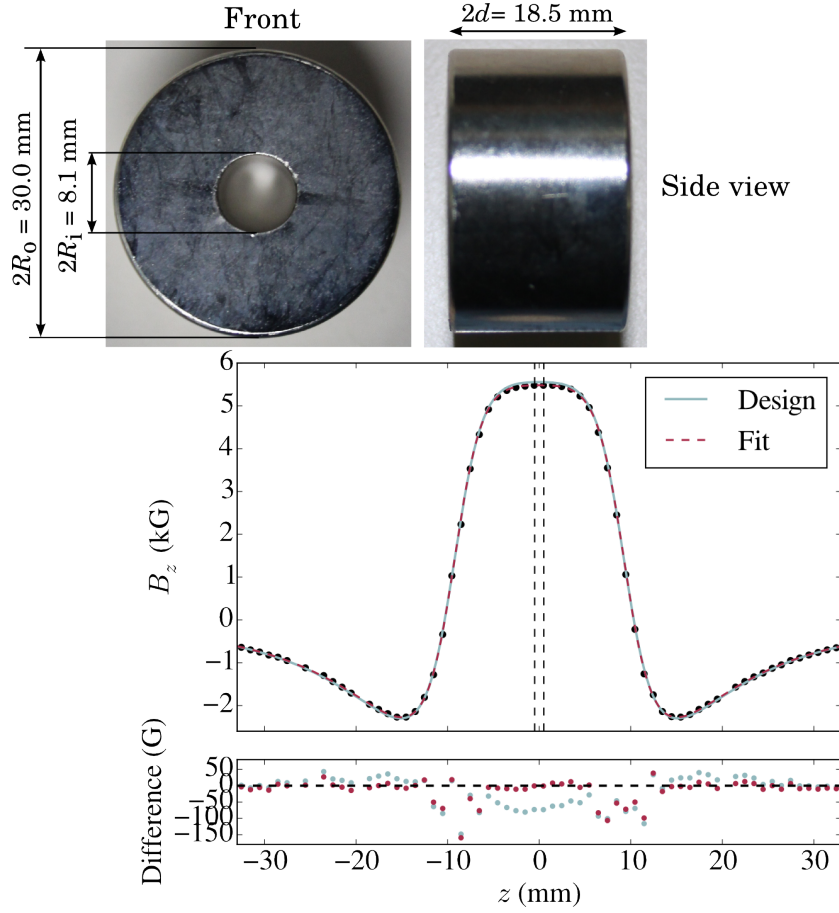 Front
2d= 18.5 mm
2Rₒ = 30.0 mm
2Rᵢ = 8.1 mm
Side view
6
5
4
3
2
1
0
−1
−2
B_z (kG)
Design
Fit
50
0
−50
−100
−150
Difference (G)
−30
−20
−10
0
10
20
30
z (mm)